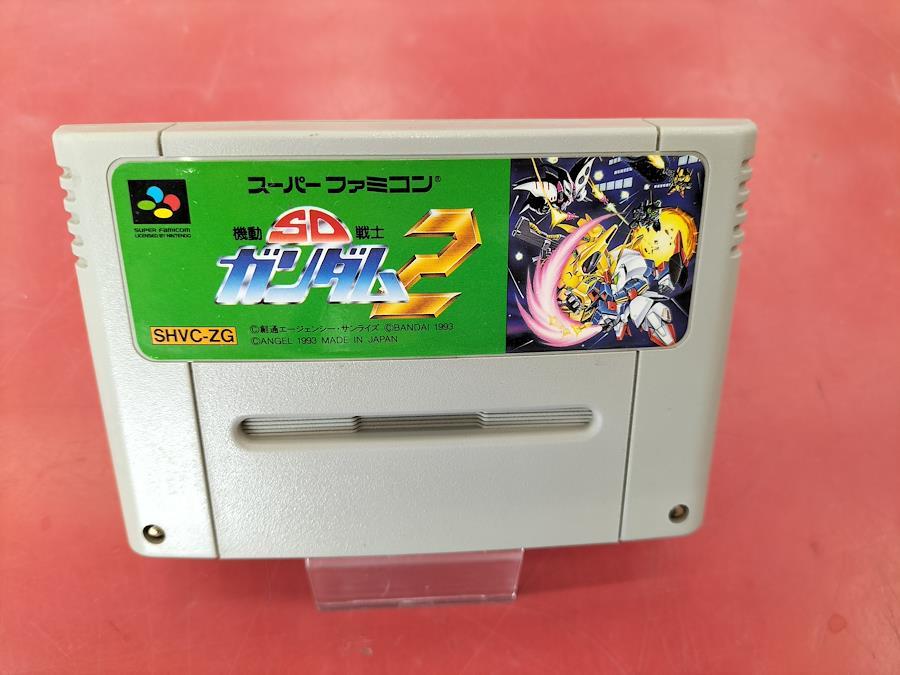 スーパーファミコン®
SUPER FAMICOM
LICENSED BY NINTENDO
機動 SD 戦士
ガンダム2
SHVC-ZG
©創通エージェンシー・サンライズ ©BANDAI 1993
©ANGEL 1993 MADE IN JAPAN